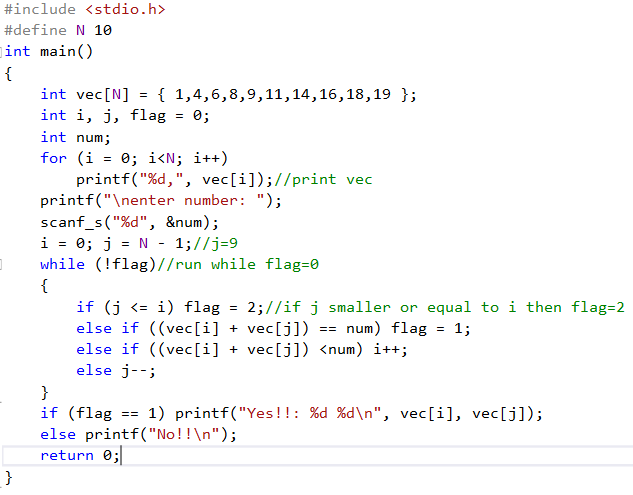 #include <stdio.h>
#define N 10
int main()
{
    int vec[N] = { 1,4,6,8,9,11,14,16,18,19 };
    int i, j, flag = 0;
    int num;
    for (i = 0; i<N; i++)
        printf("%d,", vec[i]);//print vec
    printf("\nenter number: ");
    scanf_s("%d", &num);
    i = 0; j = N - 1;//j=9
    while (!flag)//run while flag=0
    {
        if (j <= i) flag = 2;//if j smaller or equal to i then flag=2
        else if ((vec[i] + vec[j]) == num) flag = 1;
        else if ((vec[i] + vec[j]) <num) i++;
        else j--;
    }
    if (flag == 1) printf("Yes!!: %d %d\n", vec[i], vec[j]);
    else printf("No!!\n");
    return 0;
}